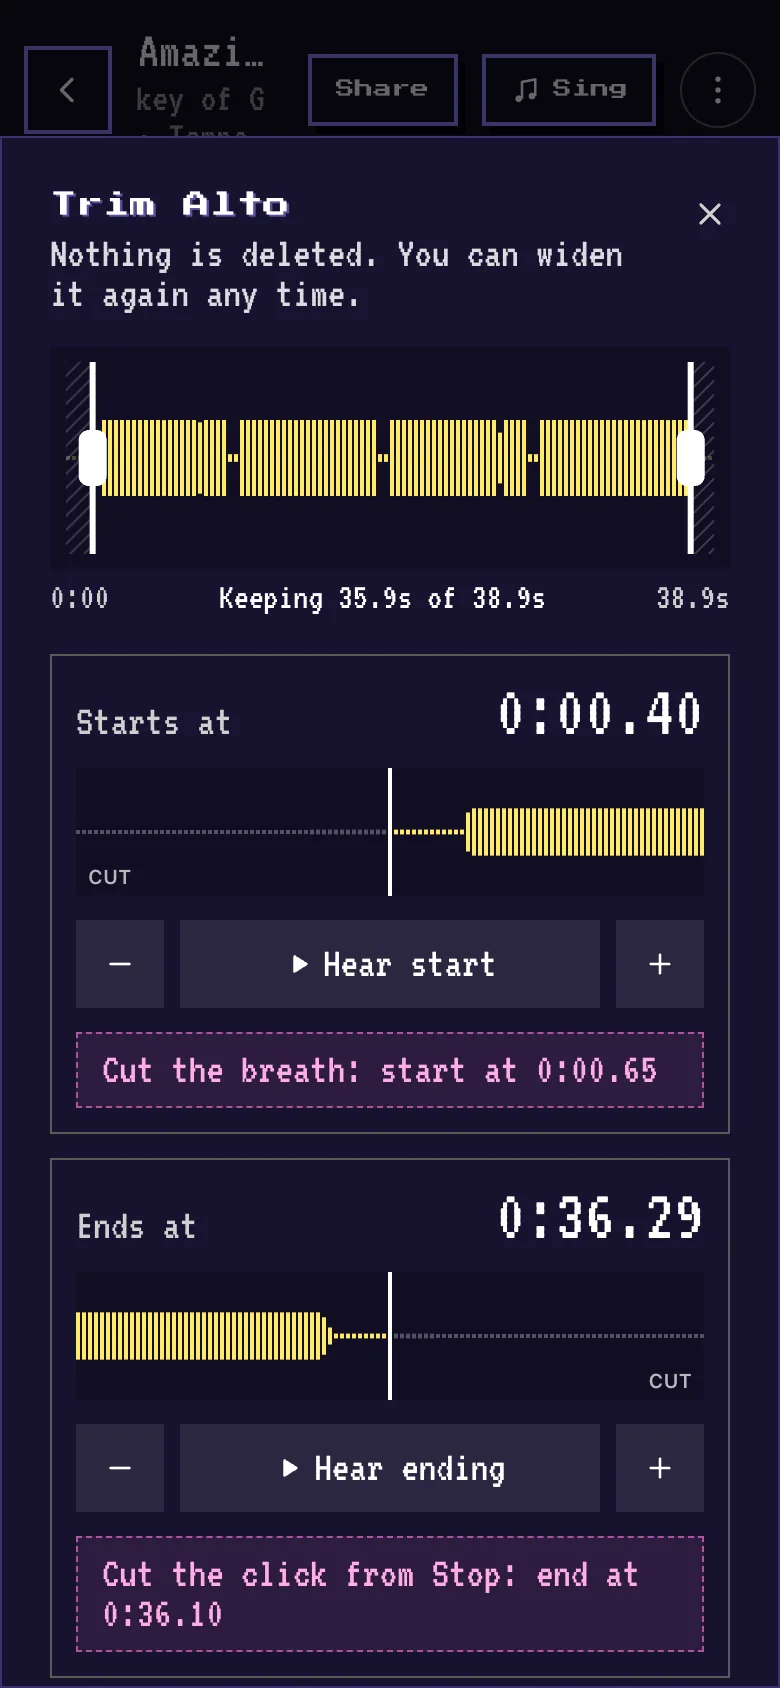 Amazi…
key of G
Share
Sing
Trim Alto
Nothing is deleted. You can widen
it again any time.
0:00
Keeping 35.9s of 38.9s
38.9s
Starts at
0:00.40
CUT
Hear start
Cut the breath: start at 0:00.65
Ends at
0:36.29
CUT
Hear ending
Cut the click from Stop: end at
0:36.10